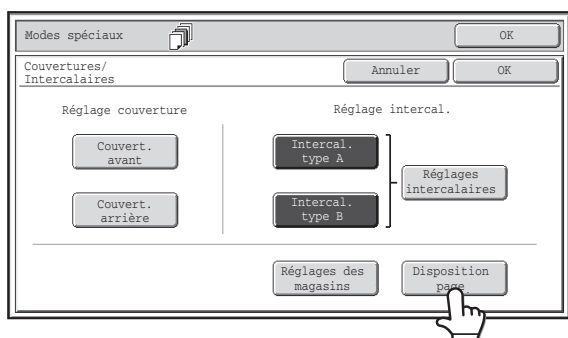 Modes spéciaux
OK
Couvertures/
Intercalaires
Annuler
OK
Réglage couverture
Réglage intercal.
Couvert.
avant
Intercal.
type A
Réglages
intercalaires
Couvert.
arrière
Intercal.
type B
Réglages des
magasins
Disposition
page